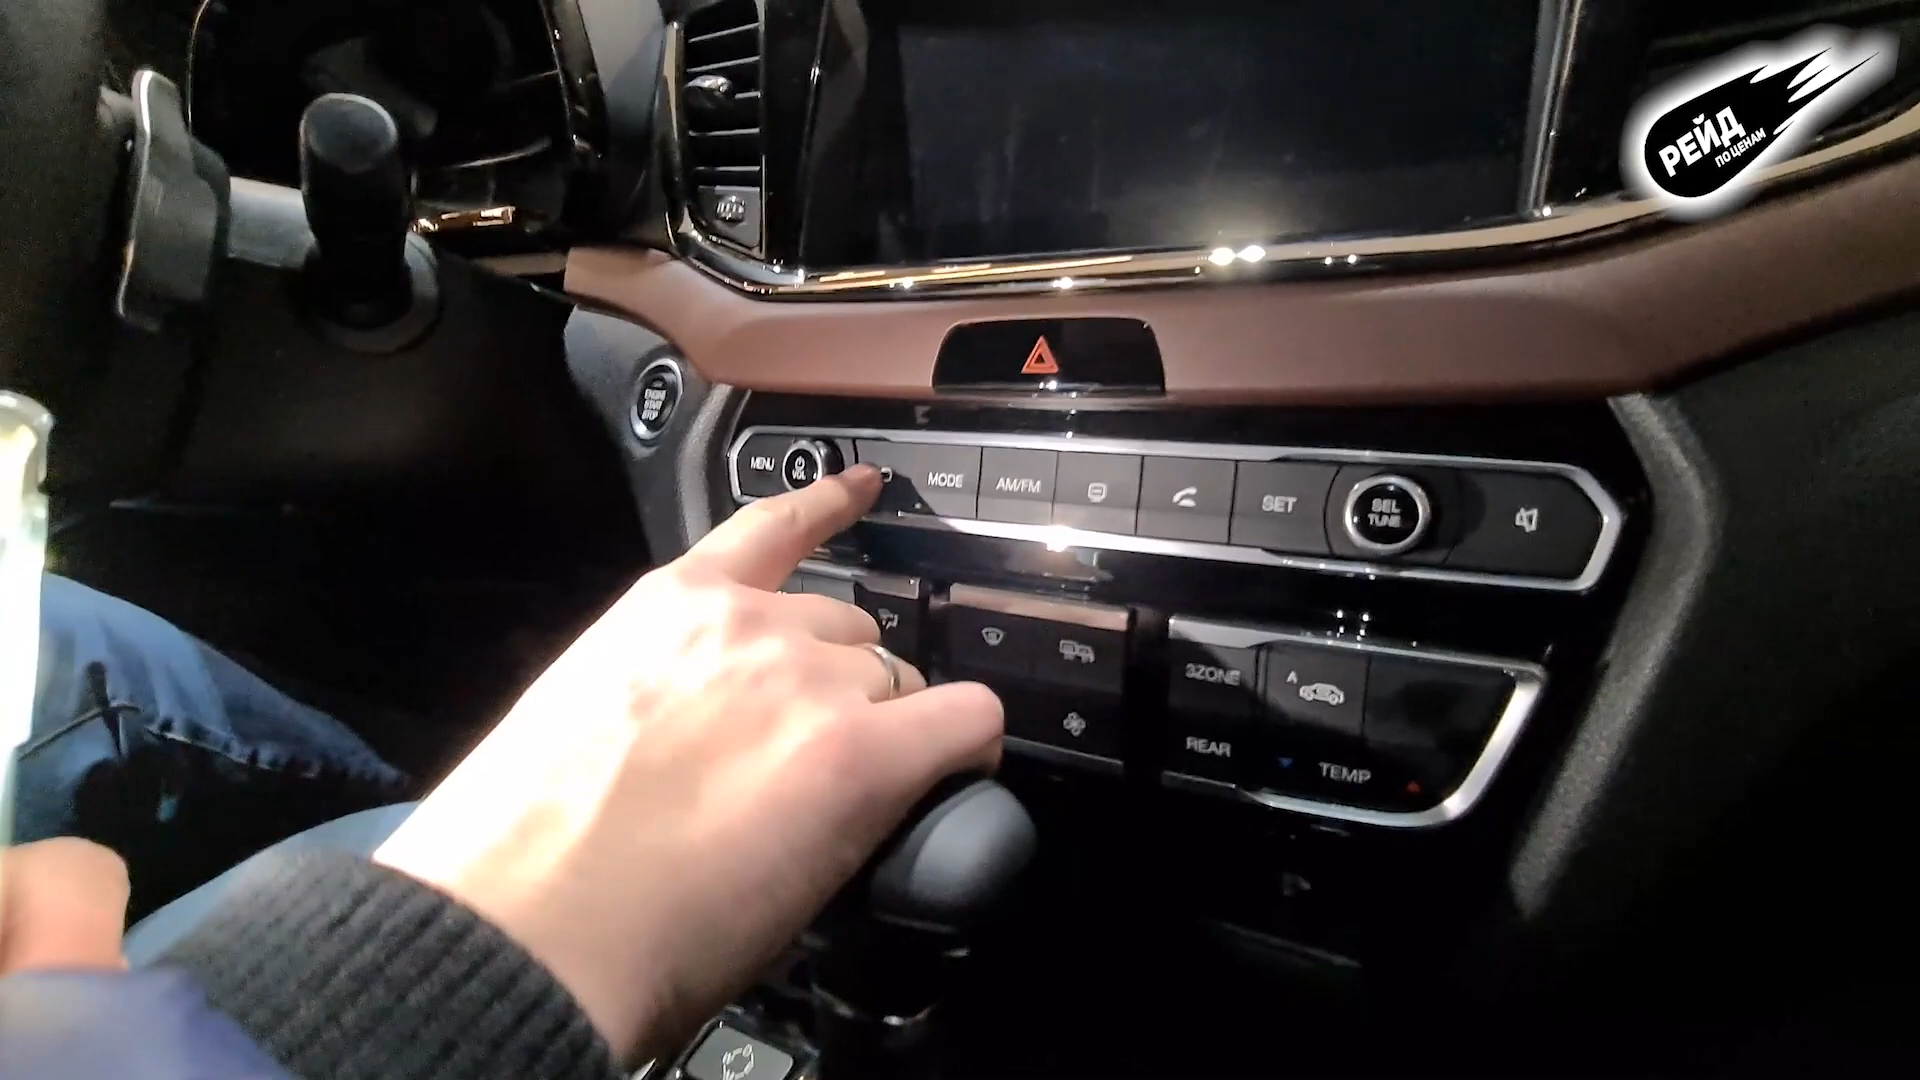 РЕЙД
ПО ЦЕНАМ
ENGINE
START
STOP
MENU
VOL
MODE
AM/FM
SET
SEL
TUNE
3ZONE
A
REAR
TEMP